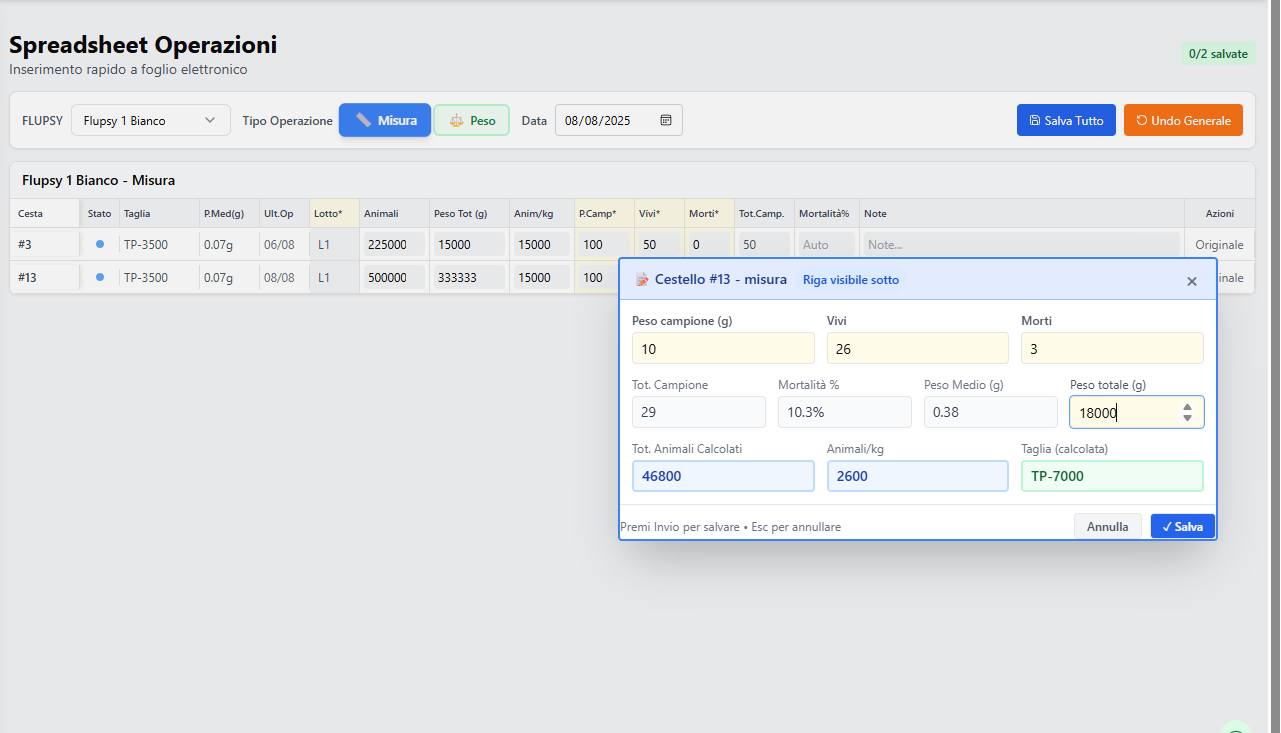 Spreadsheet Operazioni
Inserimento rapido a foglio elettronico
0/2 salvate
FLUPSY Flupsy 1 Bianco Tipo Operazione Misura Peso Data 08/08/2025 Salva Tutto Undo Generale
Flupsy 1 Bianco - Misura
Cesta Stato Taglia P.Med(g) Ult.Op Lotto* Animali Peso Tot (g) Anim/kg P.Camp* Vivi* Morti* Tot.Camp. Mortalità% Note Azioni
#3 TP-3500 0.07g 06/08 L1 225000 15000 15000 100 50 0 50 Auto Note... Originale
#13 TP-3500 0.07g 08/08 L1 500000 333333 15000 100 inale
Cestello #13 - misura Riga visibile sotto ×
Peso campione (g) Vivi Morti
10 26 3
Tot. Campione Mortalità % Peso Medio (g) Peso totale (g)
29 10.3% 0.38 18000
Tot. Animali Calcolati Animali/kg Taglia (calcolata)
46800 2600 TP-7000
Premi Invio per salvare • Esc per annullare Annulla ✓ Salva